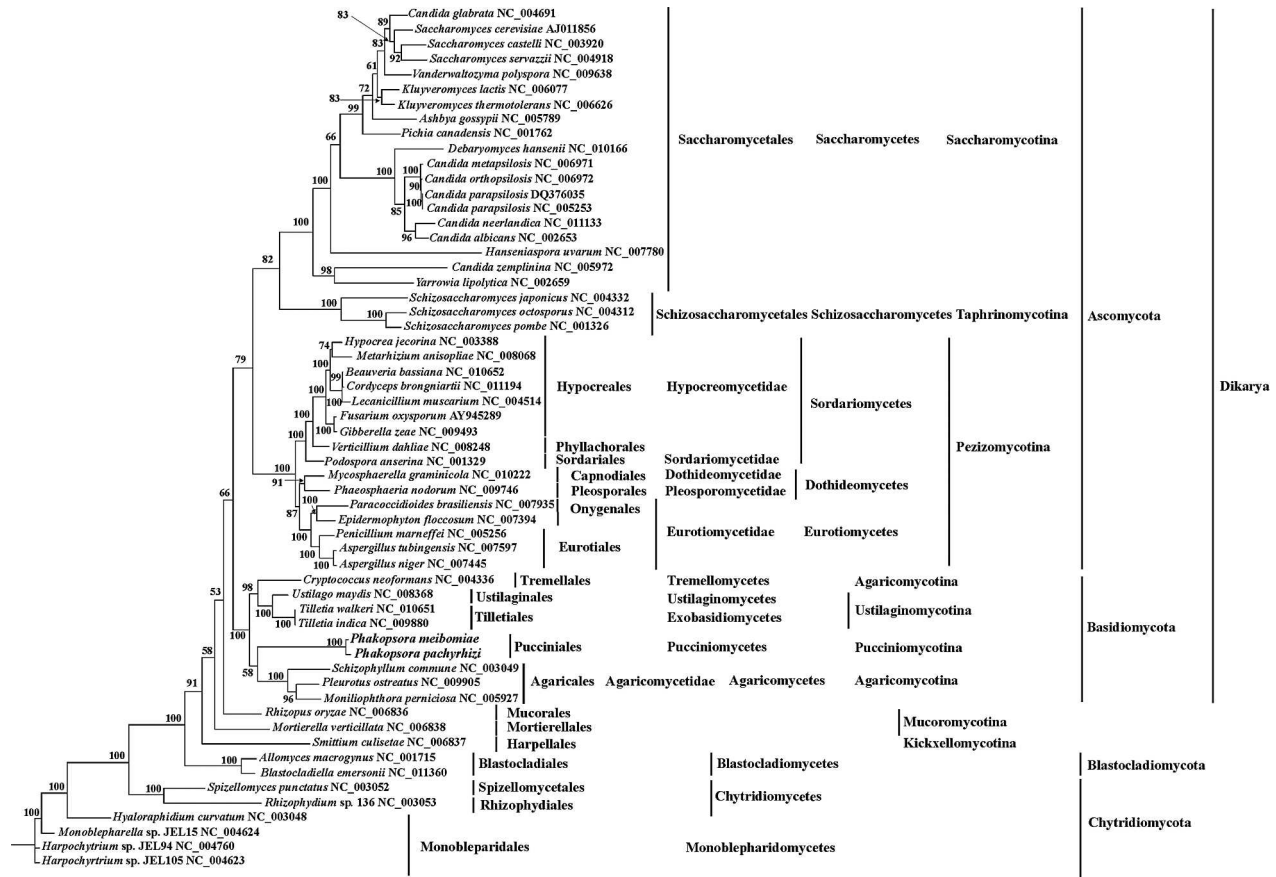 83
89
Candida glabrata NC_004691
Saccharomyces cerevisiae AJ011856
83
Saccharomyces castelli NC_003920
92
Saccharomyces servazzii NC_004918
61
Vanderwaltozyma polyspora NC_009638
72
Kluyveromyces lactis NC_006077
83
Kluyveromyces thermotolerans NC_006626
99
Ashbya gossypii NC_005789
66
Pichia canadensis NC_001762
Saccharomycetales Saccharomycetes Saccharomycotina
Debaryomyces hansenii NC_010166
100
100
Candida metapsilosis NC_006971
100
Candida orthopsilosis NC_006972
90
Candida parapsilosis DQ376035
100
Candida parapsilosis NC_005253
85
Candida neerlandica NC_011133
100
96
Candida albicans NC_002653
Hanseniaspora uvarum NC_007780
82
98
Candida zemplinina NC_005972
Yarrowia lipolytica NC_002659
Schizosaccharomyces japonicus NC_004332
100
Schizosaccharomyces octosporus NC_004312
Schizosaccharomycetales Schizosaccharomycetes Taphrinomycotina
Ascomycota
100
Schizosaccharomyces pombe NC_001326
74
Hypocrea jecorina NC_003388
79
100
Metarhizium anisopliae NC_008068
99
Beauveria bassiana NC_010652
100
Cordyceps brongniartii NC_011194
Hypocreales Hypocreomycetidae
Dikarya
100
Lecanicillium muscarium NC_004514
Sordariomycetes
100
Fusarium oxysporum AY945289
100
Gibberella zeae NC_009493
100
Verticillium dahliae NC_008248
Phyllachorales
Pezizomycotina
Podospora anserina NC_001329
Sordariales Sordariomycetidae
100
91
Mycosphaerella graminicola NC_010222
Capnodiales Dothideomycetidae
Phaeosphaeria nodorum NC_009746
Pleosporales Pleosporomycetidae
Dothideomycetes
66
100
Paracoccidioides brasiliensis NC_007935
Onygenales
87
Epidermophyton floccosum NC_007394
100
Penicillium marneffei NC_005256
Eurotiomycetidae Eurotiomycetes
100
Aspergillus tubingensis NC_007597
Eurotiales
100
Aspergillus niger NC_007445
Cryptococcus neoformans NC_004336
Tremellales Tremellomycetes Agaricomycotina
98
Ustilago maydis NC_008368
Ustilaginales Ustilaginomycetes
53
100
Tilletia walkeri NC_010651
Ustilaginomycotina
100
100
Tilletia indica NC_009880
Tilletiales Exobasidiomycetes
Basidiomycota
Phakopsora meibomiae
100
Pucciniales Pucciniomycetes Pucciniomycotina
Phakopsora pachyrhizi
58
58
Schizophyllum commune NC_003049
100
Pleurotus ostreatus NC_009905
Agaricales Agaricomycetidae Agaricomycetes Agaricomycotina
91
96
Moniliophthora perniciosa NC_005927
Rhizopus oryzae NC_006836
Mucorales
Mucoromycotina
100
Mortierella verticillata NC_006838
Mortierellales
Smittium culisetae NC_006837
Harpellales Kickxellomycotina
100
100
Allomyces macrogynus NC_001715
Blastocladiales Blastocladiomycetes Blastocladiomycota
Blastocladiella emersonii NC_011360
100
100
Spizellomyces punctatus NC_003052
Spizellomycetales
Chytridiomycetes
Rhizophydium sp. 136 NC_003053
Rhizophydiales
100
Hyaloraphidium curvatum NC_003048
Chytridiomycota
100
Monoblepharella sp. JEL15 NC_004624
100
Harpochytrium sp. JEL94 NC_004760
Monobleparidales Monoblepharidomycetes
Harpochyrtrium sp. JEL105 NC_004623